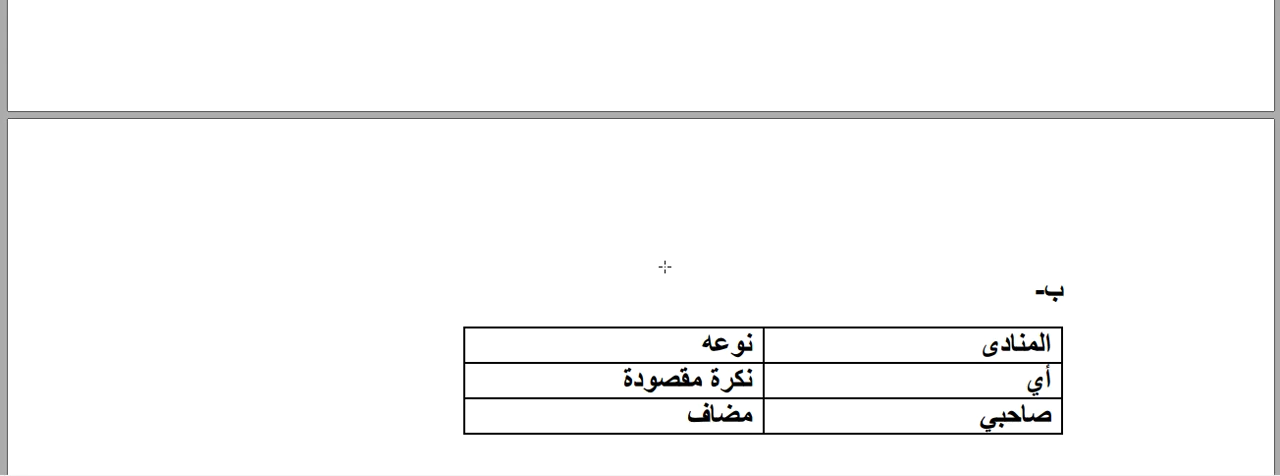 ب-
المنادى نوعه
أي نكرة مقصودة
صاحبي مضاف